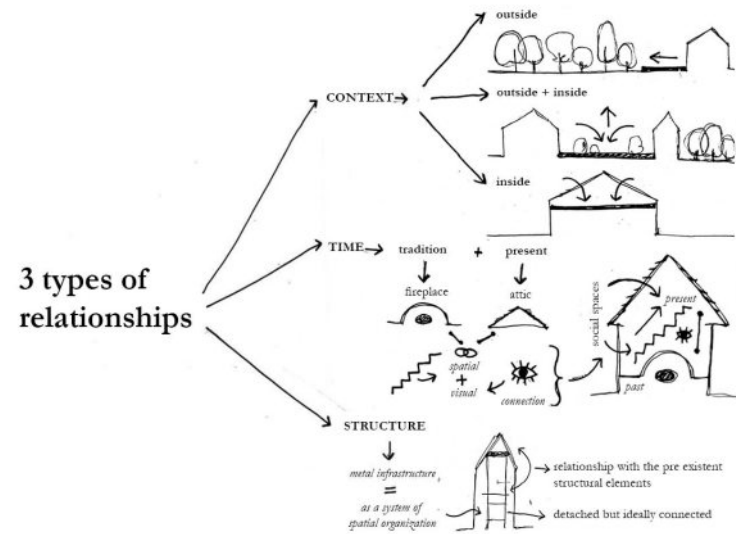 3 types of
relationships
CONTEXT
outside
outside + inside
inside
TIME
tradition + present
fireplace attic
spatial
+
visual
connection
social spaces
present
past
STRUCTURE
metal infrastructure
=
as a system of
spatial organization
relationship with the pre existent
structural elements
detached but ideally connected